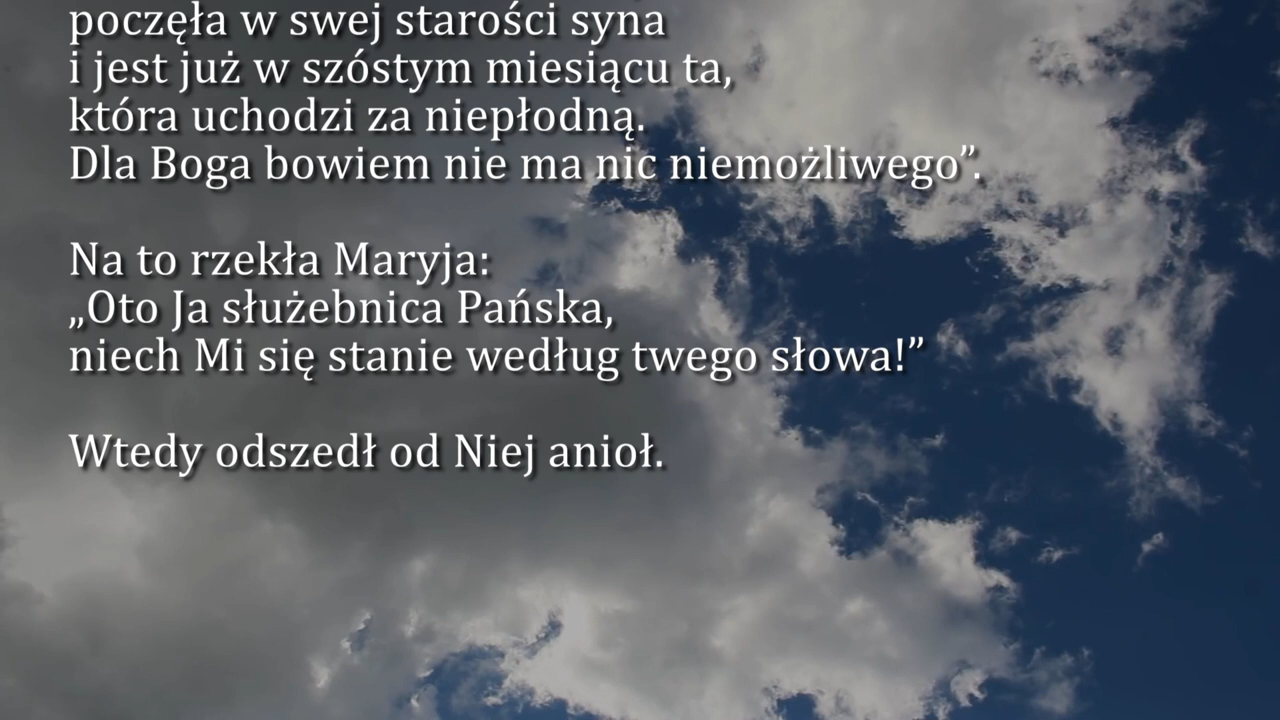 poczęła w swej starości syna
i jest już w szóstym miesiącu ta,
która uchodzi za niepłodną.
Dla Boga bowiem nie ma nic niemożliwego”.
Na to rzekła Maryja:
„Oto Ja służebnica Pańska,
niech Mi się stanie według twego słowa!”
Wtedy odszedł od Niej anioł.